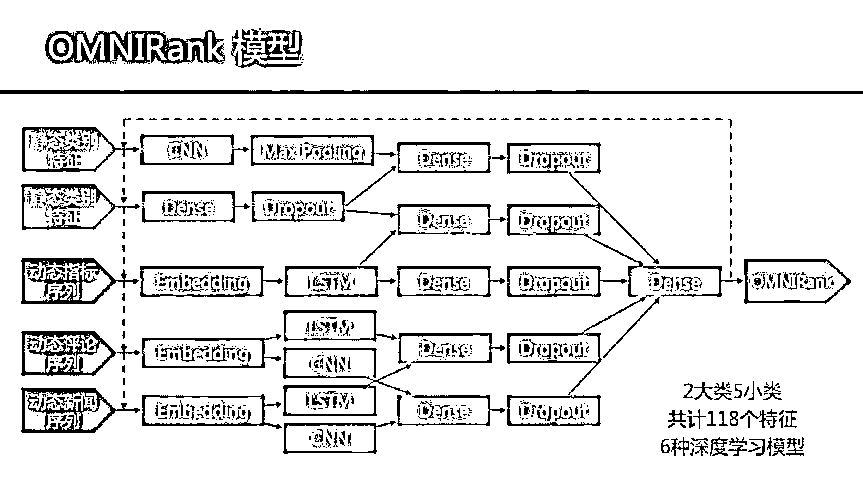 OMNIRank 模型
静态类别
特征
CNN
MaxPooling
Dense
Dropout
静态类别
特征
Dense
Dropout
Dense
Dropout
动态指标
序列
Embedding
LSTM
Dense
Dropout
Dense
OMNIRank
动态评论
序列
Embedding
LSTM
CNN
Dense
Dropout
动态新闻
序列
Embedding
LSTM
CNN
Dense
Dropout
2大类5小类
共计118个特征
6种深度学习模型